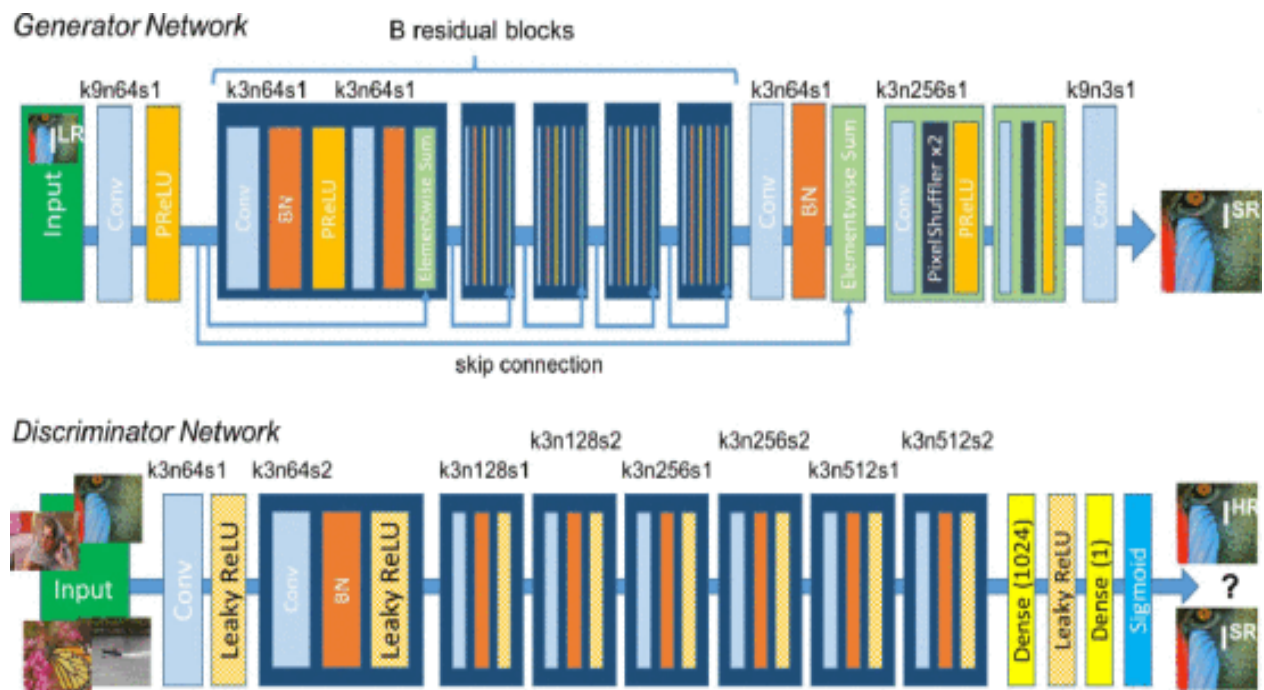 Generator Network
B residual blocks
k9n64s1
k3n64s1
k3n64s1
k3n64s1
k3n256s1
k9n3s1
I LR
Input
Conv
PReLU
Conv
BN
PReLU
Elementwise Sum
Conv
BN
Elementwise Sum
Conv
PixelShuffler x2
PReLU
Conv
I SR
skip connection
Discriminator Network
k3n128s2
k3n256s2
k3n512s2
k3n64s1
k3n64s2
k3n128s1
k3n256s1
k3n512s1
Input
Conv
Leaky ReLU
Conv
BN
Leaky ReLU
Dense (1024)
Leaky ReLU
Dense (1)
Sigmoid
I HR
?
I SR